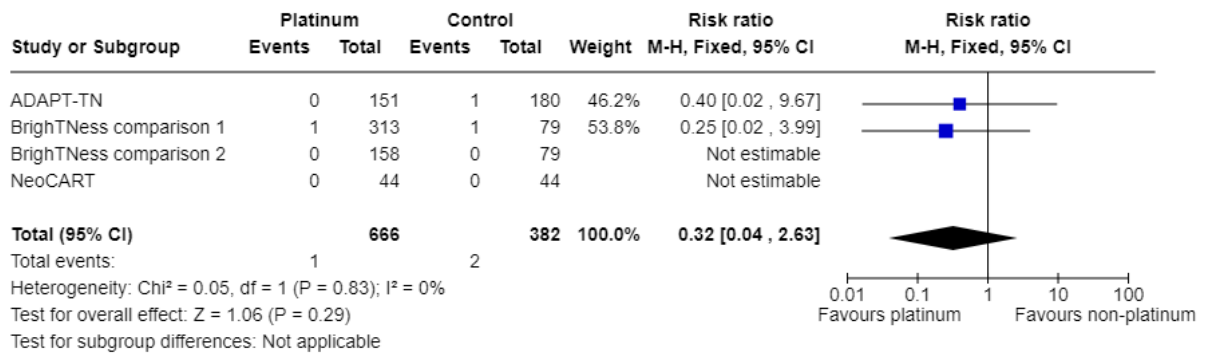 Platinum Control Risk ratio Risk ratio
Study or Subgroup Events Total Events Total Weight M-H, Fixed, 95% CI M-H, Fixed, 95% CI
ADAPT-TN 0 151 1 180 46.2% 0.40 [0.02 , 9.67]
BrighTNess comparison 1 1 313 1 79 53.8% 0.25 [0.02 , 3.99]
BrighTNess comparison 2 0 158 0 79 Not estimable
NeoCART 0 44 0 44 Not estimable
Total (95% CI) 666 382 100.0% 0.32 [0.04 , 2.63]
Total events: 1 2
Heterogeneity: Chi² = 0.05, df = 1 (P = 0.83); I² = 0%
Test for overall effect: Z = 1.06 (P = 0.29)
Test for subgroup differences: Not applicable
0.01 0.1 1 10 100
Favours platinum Favours non-platinum